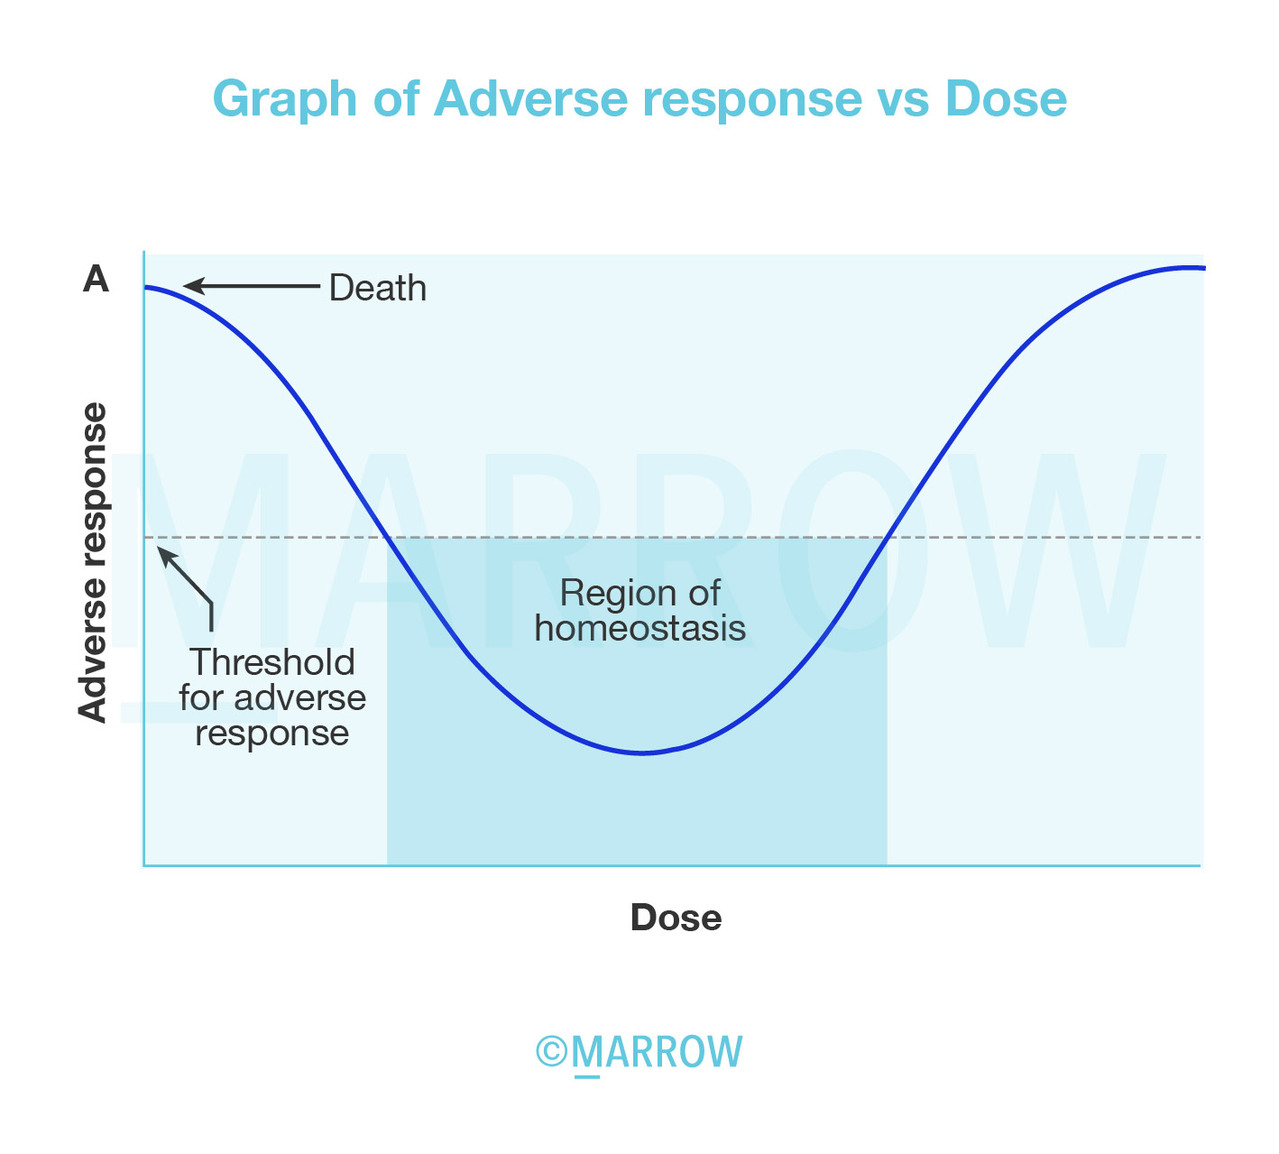 Graph of Adverse response vs Dose
A
Death
Adverse response
MARROW
Region of
homeostasis
Threshold
for adverse
response
Dose
©MARROW